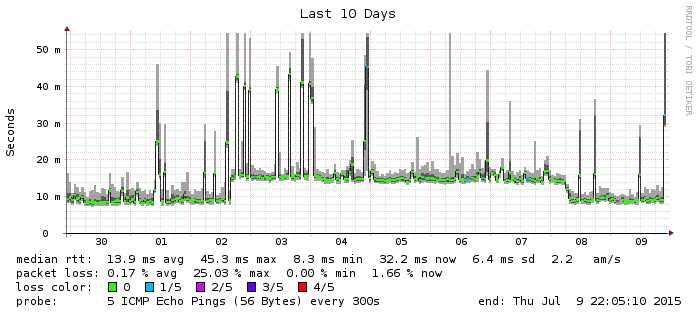 Last 10 Days
RRDTOOL / TOBI OETIKER
Seconds
50 m
40 m
30 m
20 m
10 m
0
30 01 02 03 04 05 06 07 08 09
median rtt: 13.9 ms avg 45.3 ms max 8.3 ms min 32.2 ms now 6.4 ms sd 2.2 am/s
packet loss: 0.17 % avg 25.03 % max 0.00 % min 1.66 % now
loss color: 0 1/5 2/5 3/5 4/5
probe: 5 ICMP Echo Pings (56 Bytes) every 300s end: Thu Jul 9 22:05:10 2015